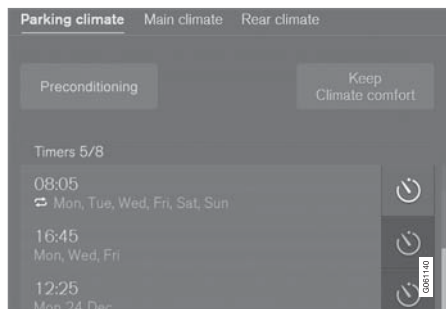 Parking climate Main climate Rear climate
Preconditioning
Keep
Climate comfort
Timers 5/8
08:05
Mon, Tue, Wed, Fri, Sat, Sun
16:45
Mon, Wed, Fri
12:25
Mon 24 Dec
G061140